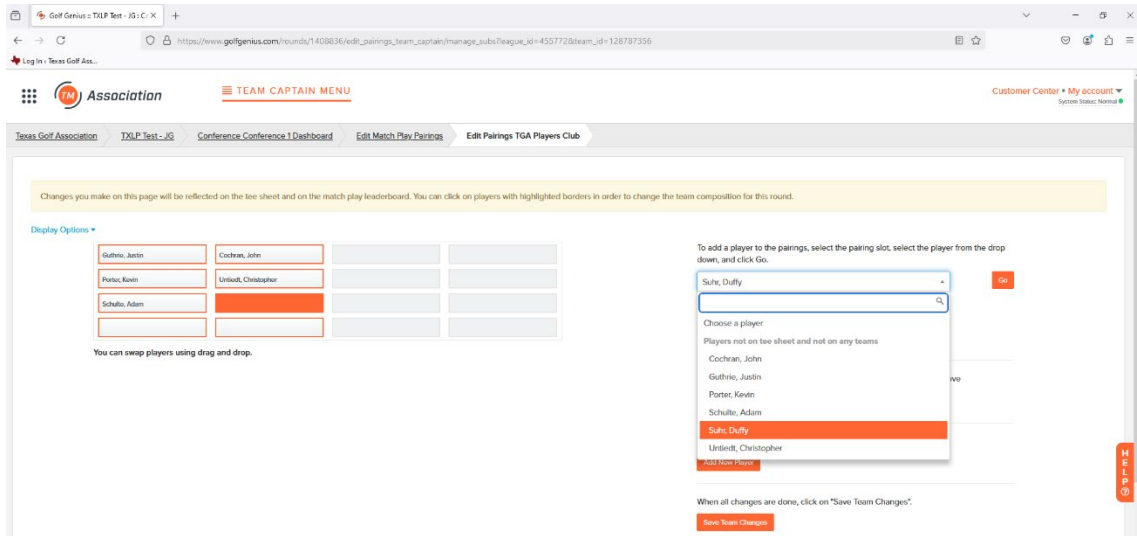 Golf Genius :: TXLP Test - JG : C
https://www.golfgenius.com/rounds/1408836/edit_pairings_team_captain/manage_subs?league_id=455772&team_id=128787356
Log In ‹ Texas Golf Ass...
TM Association
TEAM CAPTAIN MENU
Customer Center • My account
System Status: Normal
Texas Golf Association
TXLP Test - JG
Conference Conference 1 Dashboard
Edit Match Play Pairings
Edit Pairings TGA Players Club
Changes you make on this page will be reflected on the tee sheet and on the match play leaderboard. You can click on players with highlighted borders in order to change the team composition for this round.
Display Options
Guthrie, Justin
Cochran, John
Porter, Kevin
Untiedt, Christopher
Schulte, Adam
You can swap players using drag and drop.
To add a player to the pairings, select the pairing slot, select the player from the drop
down, and click Go.
Suhr, Duffy
Go
Choose a player
Players not on tee sheet and not on any teams
Cochran, John
Guthrie, Justin
Porter, Kevin
Schulte, Adam
Suhr, Duffy
Untiedt, Christopher
Add New Player
When all changes are done, click on "Save Team Changes".
Save Team Changes
HELP